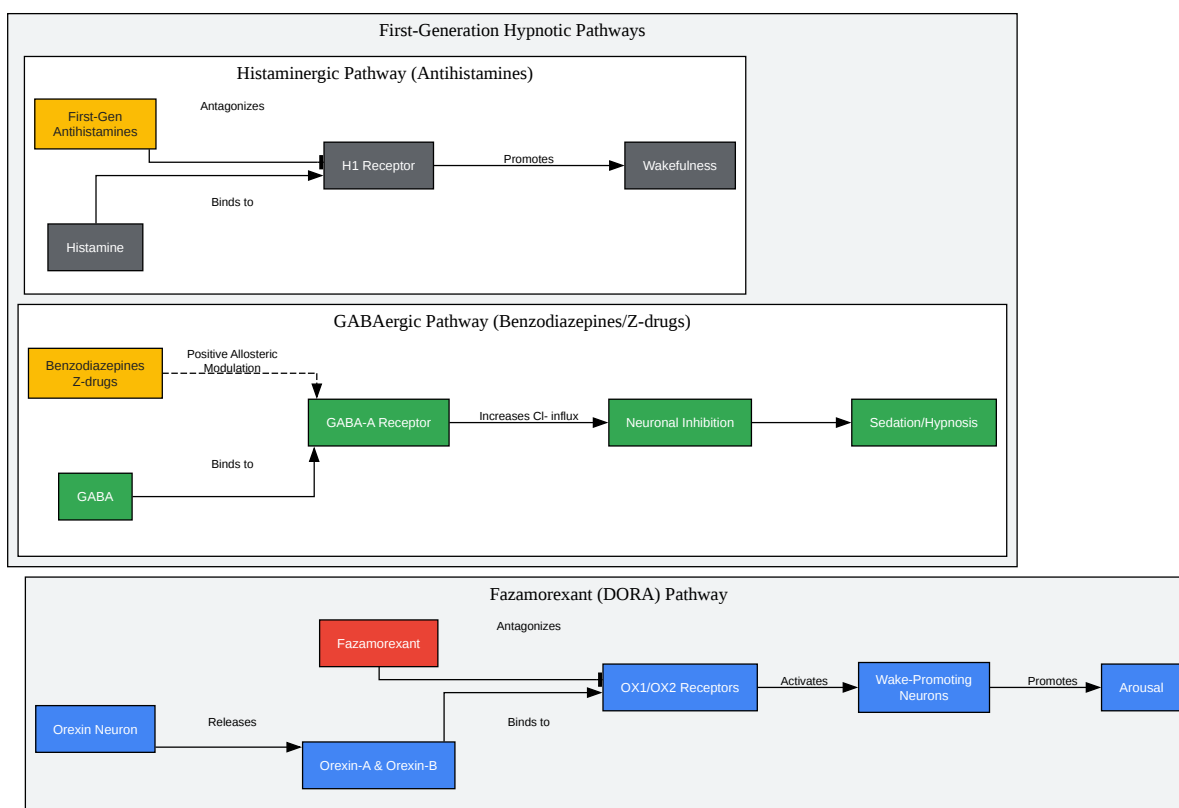 First-Generation Hypnotic Pathways
Histaminergic Pathway (Antihistamines)
First-Gen
Antihistamines
Antagonizes
H1 Receptor
Promotes
Wakefulness
Binds to
Histamine
GABAergic Pathway (Benzodiazepines/Z-drugs)
Benzodiazepines
Z-drugs
Positive Allosteric
Modulation
GABA-A Receptor
Increases Cl- influx
Neuronal Inhibition
Sedation/Hypnosis
Binds to
GABA
Fazamorexant (DORA) Pathway
Fazamorexant
Antagonizes
OX1/OX2 Receptors
Activates
Wake-Promoting
Neurons
Promotes
Arousal
Orexin Neuron
Releases
Binds to
Orexin-A & Orexin-B